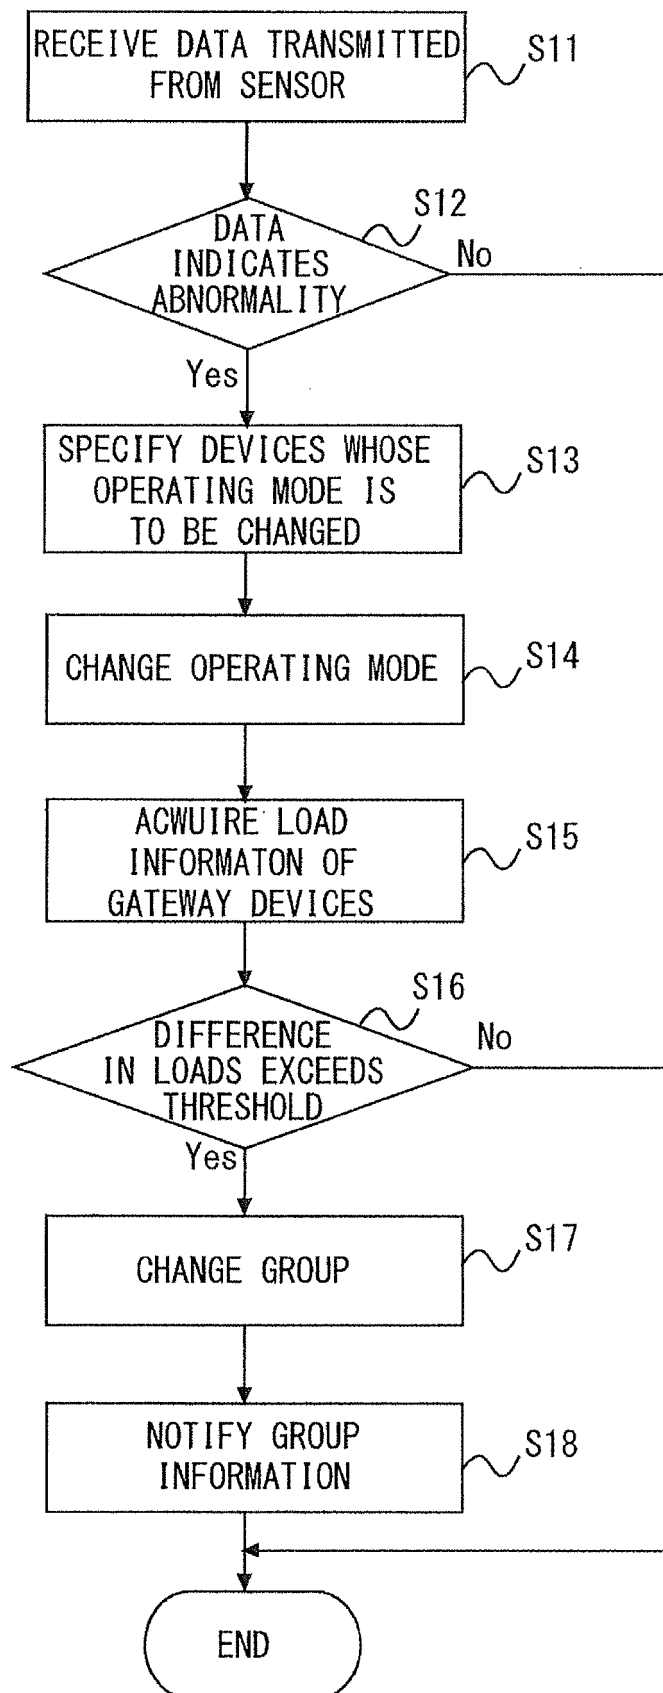 RECEIVE DATA TRANSMITTED
FROM SENSOR
S11
S12
DATA
INDICATES
ABNORMALITY
No
Yes
SPECIFY DEVICES WHOSE
OPERATING MODE IS
TO BE CHANGED
S13
CHANGE OPERATING MODE
S14
ACWUIRE LOAD
INFORMATON OF
GATEWAY DEVICES
S15
S16
DIFFERENCE
IN LOADS EXCEEDS
THRESHOLD
No
Yes
CHANGE GROUP
S17
NOTIFY GROUP
INFORMATION
S18
END